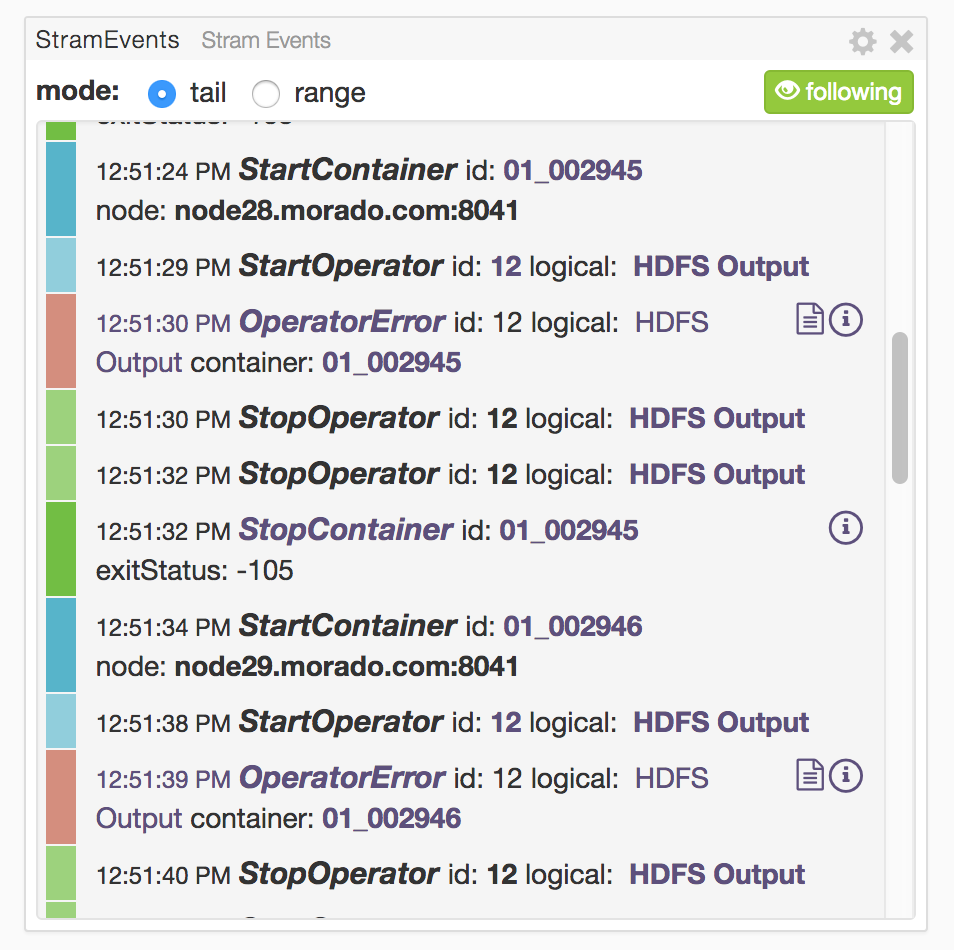 StramEvents Stram Events
mode: tail range following
exitStatus: -105
12:51:24 PM StartContainer id: 01_002945
node: node28.morado.com:8041
12:51:29 PM StartOperator id: 12 logical: HDFS Output
12:51:30 PM OperatorError id: 12 logical: HDFS
Output container: 01_002945
12:51:30 PM StopOperator id: 12 logical: HDFS Output
12:51:32 PM StopOperator id: 12 logical: HDFS Output
12:51:32 PM StopContainer id: 01_002945
exitStatus: -105
12:51:34 PM StartContainer id: 01_002946
node: node29.morado.com:8041
12:51:38 PM StartOperator id: 12 logical: HDFS Output
12:51:39 PM OperatorError id: 12 logical: HDFS
Output container: 01_002946
12:51:40 PM StopOperator id: 12 logical: HDFS Output